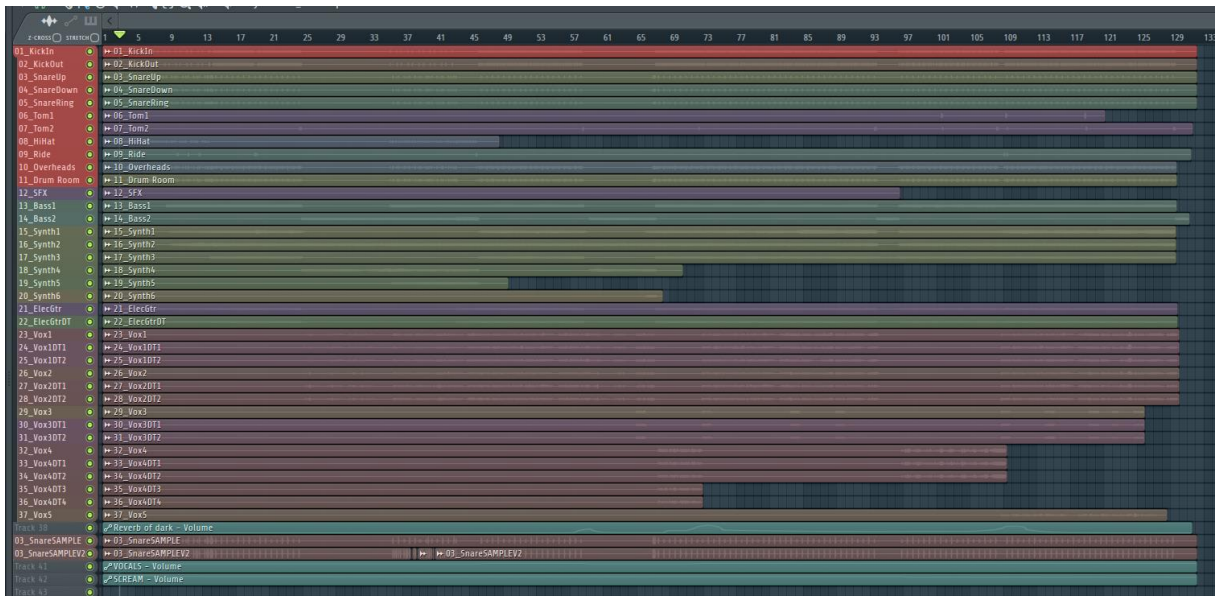 Z-CROSS STRETCH 1 5 9 13 17 21 25 29 33 37 41 45 49 53 57 61 65 69 73 77 81 85 89 93 97 101 105 109 113 117 121 125 129 133
01_KickIn 01_KickIn
02_KickOut 02_KickOut
03_SnareUp 03_SnareUp
04_SnareDown 04_SnareDown
05_SnareRing 05_SnareRing
06_Tom1 06_Tom1
07_Tom2 07_Tom2
08_HiHat 08_HiHat
09_Ride 09_Ride
10_Overheads 10_Overheads
11_Drum Room 11_Drum Room
12_SFX 12_SFX
13_Bass1 13_Bass1
14_Bass2 14_Bass2
15_Synth1 15_Synth1
16_Synth2 16_Synth2
17_Synth3 17_Synth3
18_Synth4 18_Synth4
19_Synth5 19_Synth5
20_Synth6 20_Synth6
21_ElecGtr 21_ElecGtr
22_ElecGtrDT 22_ElecGtrDT
23_Vox1 23_Vox1
24_Vox1DT1 24_Vox1DT1
25_Vox1DT2 25_Vox1DT2
26_Vox2 26_Vox2
27_Vox2DT1 27_Vox2DT1
28_Vox2DT2 28_Vox2DT2
29_Vox3 29_Vox3
30_Vox3DT1 30_Vox3DT1
31_Vox3DT2 31_Vox3DT2
32_Vox4 32_Vox4
33_Vox4DT1 33_Vox4DT1
34_Vox4DT2 34_Vox4DT2
35_Vox4DT3 35_Vox4DT3
36_Vox4DT4 36_Vox4DT4
37_Vox5 37_Vox5
Track 38 Reverb of dark - Volume
03_SnareSAMPLE 03_SnareSAMPLE
03_SnareSAMPLEV2 03_SnareSAMPLEV2 03_SnareSAMPLEV2
Track 41 VOCALS - Volume
Track 42 SCREAM - Volume
Track 43